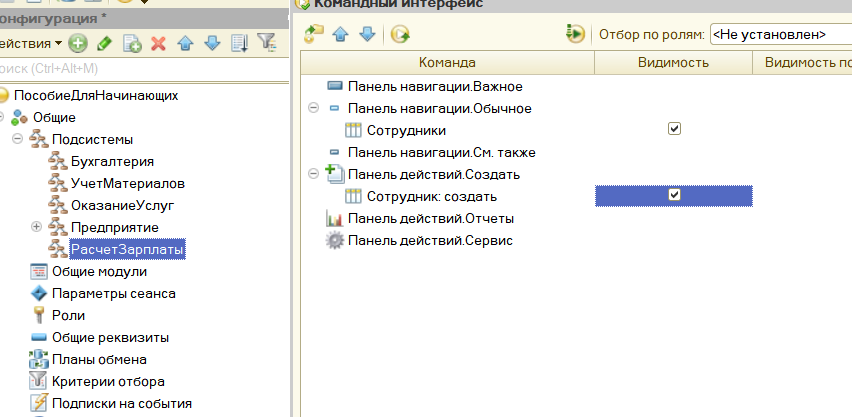 Командный интерфейс
онфигурация *
ействия
Отбор по ролям: <Не установлен>
оиск (Ctrl+Alt+M)
Команда
Видимость
Видимость по
ПособиеДляНачинающих
Общие
Подсистемы
Бухгалтерия
УчетМатериалов
ОказаниеУслуг
Предприятие
РасчетЗарплаты
Общие модули
Параметры сеанса
Роли
Общие реквизиты
Планы обмена
Критерии отбора
Подписки на события
Панель навигации.Важное
Панель навигации.Обычное
Сотрудники
Панель навигации.См. также
Панель действий.Создать
Сотрудник: создать
Панель действий.Отчеты
Панель действий.Сервис